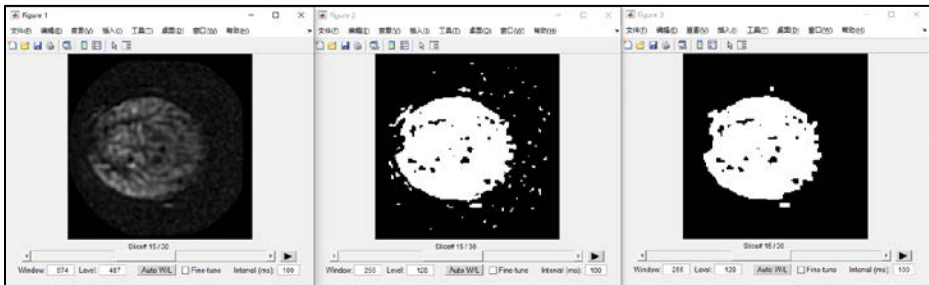 Figure 1
文件(F) 编辑(E) 查看(V) 插入(I) 工具(T) 桌面(D) 窗口(W) 帮助(H)
Slice# 15 / 30
Window: 974 Level: 487 Auto W/L Fine-tune Interval (ms): 100
Figure 2
文件(F) 编辑(E) 查看(V) 插入(I) 工具(T) 桌面(D) 窗口(W) 帮助(H)
Slice# 15 / 30
Window: 256 Level: 128 Auto W/L Fine-tune Interval (ms): 100
Figure 3
文件(F) 编辑(E) 查看(V) 插入(I) 工具(T) 桌面(D) 窗口(W) 帮助(H)
Slice# 15 / 30
Window: 256 Level: 128 Auto W/L Fine-tune Interval (ms): 100